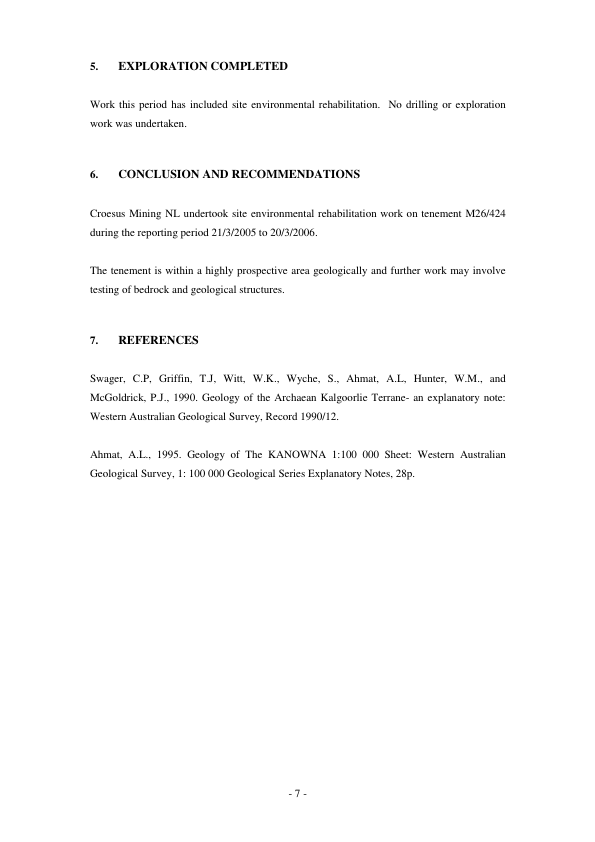 5. EXPLORATION COMPLETED
Work this period has included site environmental rehabilitation. No drilling or exploration
work was undertaken.
6. CONCLUSION AND RECOMMENDATIONS
Croesus Mining NL undertook site environmental rehabilitation work on tenement M26/424
during the reporting period 21/3/2005 to 20/3/2006.
The tenement is within a highly prospective area geologically and further work may involve
testing of bedrock and geological structures.
7. REFERENCES
Swager, C.P, Griffin, T.J, Witt, W.K., Wyche, S., Ahmat, A.L, Hunter, W.M., and
McGoldrick, P.J., 1990. Geology of the Archaean Kalgoorlie Terrane- an explanatory note:
Western Australian Geological Survey, Record 1990/12.
Ahmat, A.L., 1995. Geology of The KANOWNA 1:100 000 Sheet: Western Australian
Geological Survey, 1: 100 000 Geological Series Explanatory Notes, 28p.
- 7 -